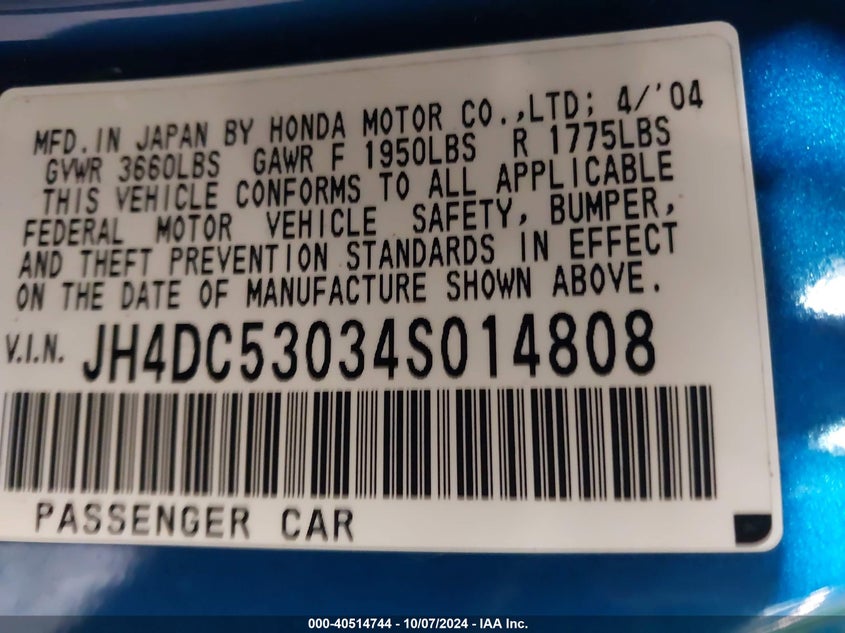 MFD. IN JAPAN BY HONDA MOTOR CO.,LTD; 4/'04
GVWR 3660LBS GAWR F 1950LBS R 1775LBS
THIS VEHICLE CONFORMS TO ALL APPLICABLE
FEDERAL MOTOR VEHICLE SAFETY, BUMPER,
AND THEFT PREVENTION STANDARDS IN EFFECT
ON THE DATE OF MANUFACTURE SHOWN ABOVE.
V.I.N. JH4DC53034S014808
PASSENGER CAR
000-40514744 - 10/07/2024 - IAA Inc.